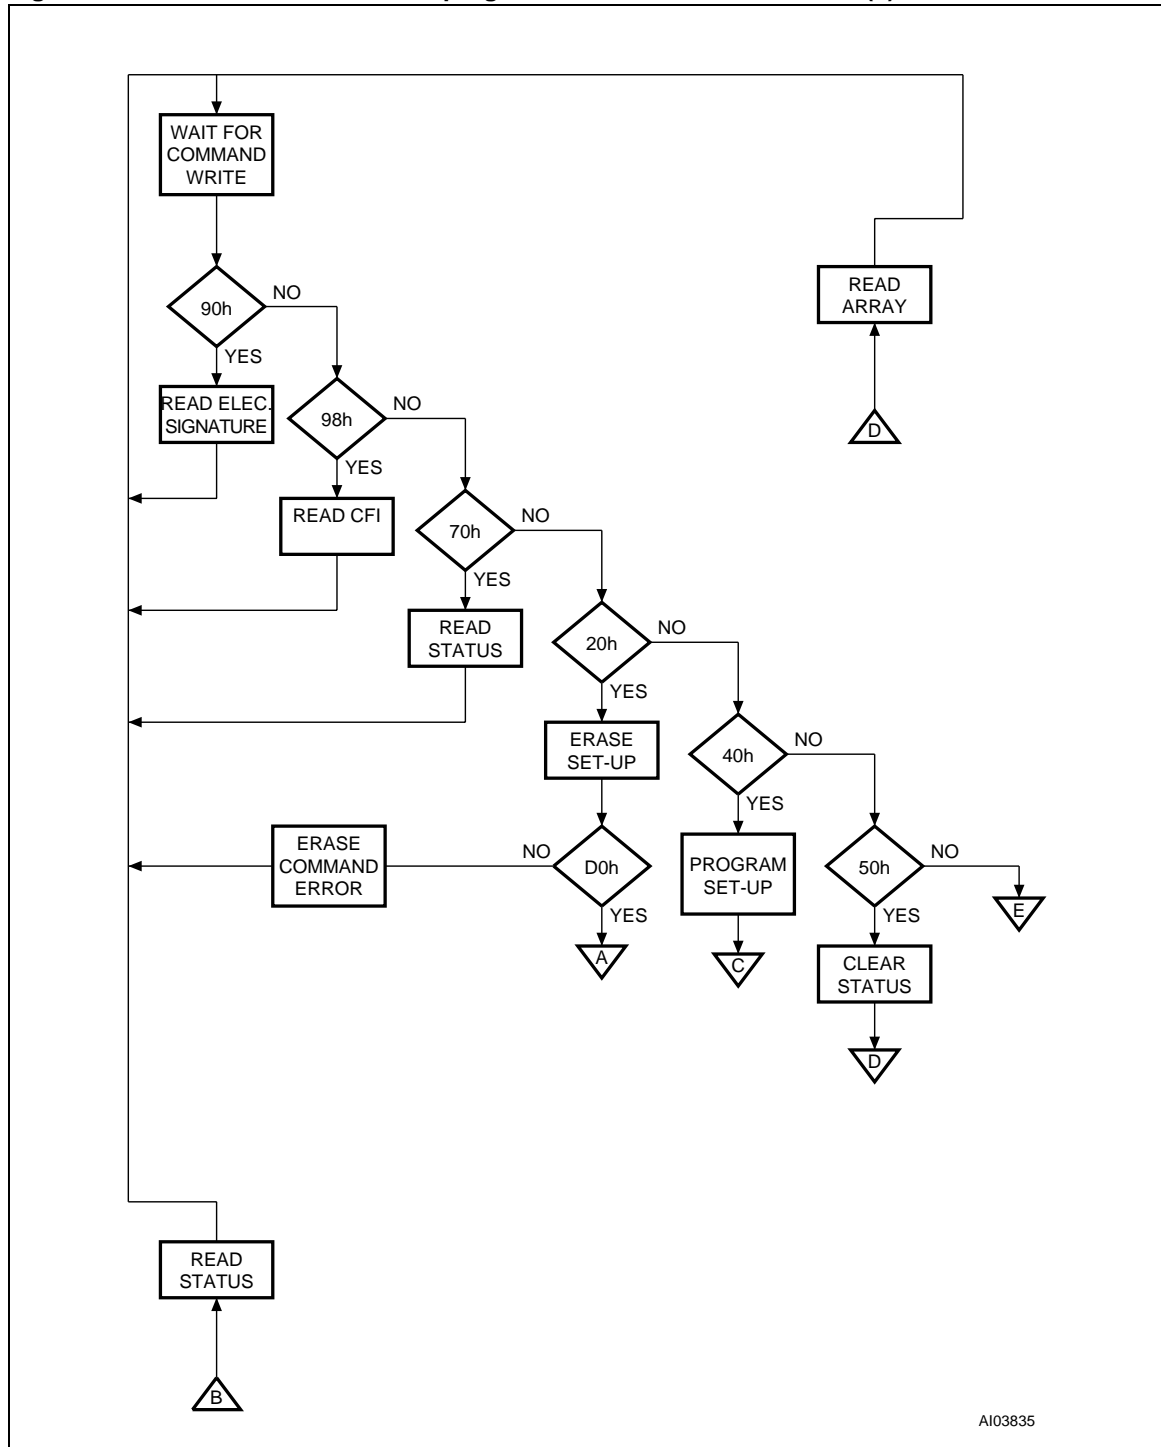 WAIT FOR
COMMAND
WRITE
90h
NO
YES
READ ELEC.
SIGNATURE
READ
ARRAY
D
98h
NO
YES
READ CFI
70h
NO
YES
READ
STATUS
20h
NO
YES
ERASE
SET-UP
40h
NO
YES
PROGRAM
SET-UP
C
D0h
NO
YES
ERASE
COMMAND
ERROR
A
50h
NO
YES
E
CLEAR
STATUS
D
READ
STATUS
B
AI03835